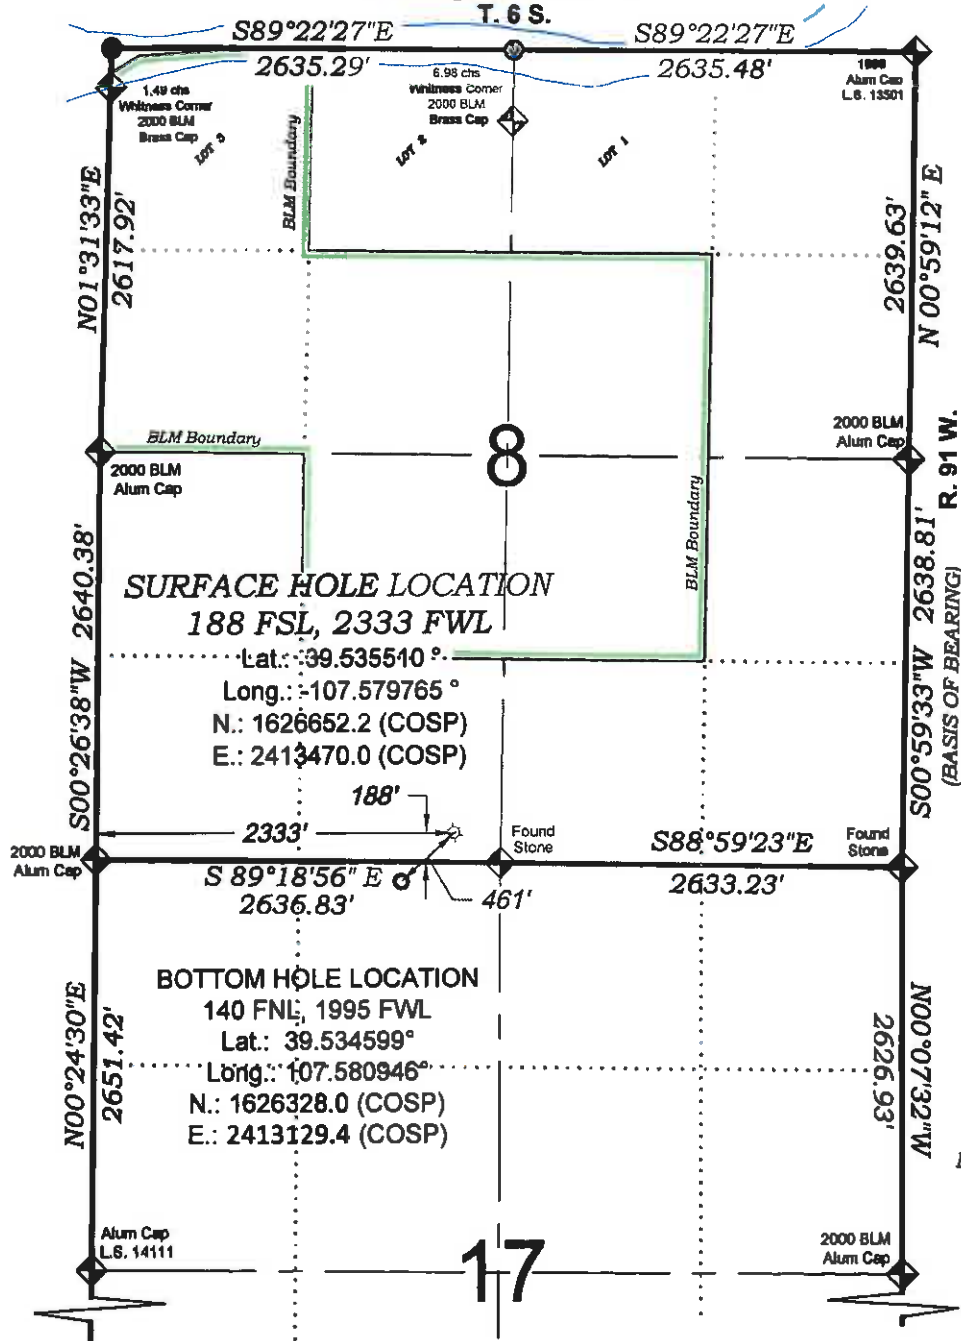 T. 6 S.
S89°22'27"E
S89°22'27"E
2635.29'
2635.48'
1.49 chs
Whitness Corner
2000 BLM
Brass Cap
6.98 chs
Whitness Corner
2000 BLM
Brass Cap
Alum Cap
L.S. 13501
LOT 3
LOT 2
LOT 1
BLM Boundary
N01°31'33"E
2617.92'
2639.63'
N 00°59'12" E
BLM Boundary
2000 BLM
Alum Cap
8
2000 BLM
Alum Cap
R. 91 W.
BLM Boundary
S00°26'38"W 2640.38'
S00°59'33"W 2638.81'
(BASIS OF BEARING)
SURFACE HOLE LOCATION
188 FSL, 2333 FWL
Lat.: 39.535510 °
Long.: -107.579765 °
N.: 1626652.2 (COSP)
E.: 2413470.0 (COSP)
188'
2333'
Found
Stone
S88°59'23"E
Found
Stone
2000 BLM
Alum Cap
S 89°18'56" E
2636.83'
461'
2633.23'
BOTTOM HOLE LOCATION
140 FNL, 1995 FWL
Lat.: 39.534599°
Long.: 107.580946°
N.: 1626328.0 (COSP)
E.: 2413129.4 (COSP)
N00°24'30"E
2651.42'
2626.93'
N00°07'32"W
Alum Cap
L.S. 14111
17
2000 BLM
Alum Cap